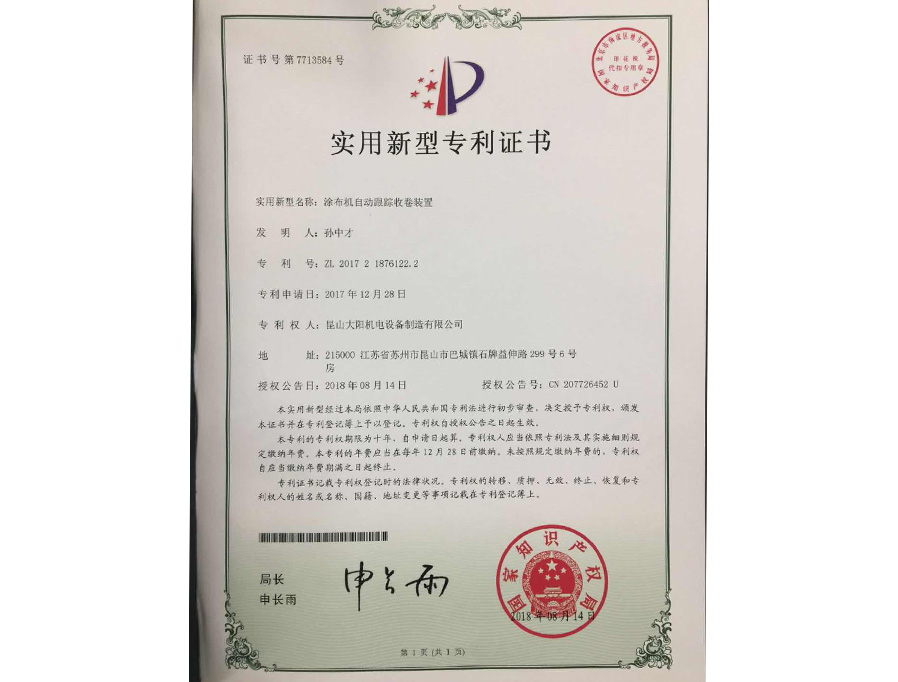 证书号第7713584号
印花税
代扣专用章
实用新型专利证书
实用新型名称：涂布机自动跟踪收卷装置
发明人：孙中才
专利号：ZL 2017 2 1876122.2
专利申请日：2017年12月28日
专利权人：昆山大阳机电设备制造有限公司
地址：215000 江苏省苏州市昆山市巴城镇石牌益伸路299号6号
房
授权公告日：2018年08月14日 授权公告号：CN 207726452 U
本实用新型经过本局依照中华人民共和国专利法进行初步审查，决定授予专利权，颁发
本证书并在专利登记簿上予以登记。专利权自授权公告之日起生效。
本专利的专利权期限为十年，自申请日起算。专利权人应当依照专利法及其实施细则规
定缴纳年费。本专利的年费应当在每年12月28日前缴纳。未按照规定缴纳年费的，专利权
自应当缴纳年费期满之日起终止。
专利证书记载专利权登记时的法律状况。专利权的转移、质押、无效、终止、恢复和专
利权人的姓名或名称、国籍、地址变更等事项记载在专利登记簿上。
局长
申长雨
申长雨
国家知识产权局
2018年08月14日
第1页(共1页)